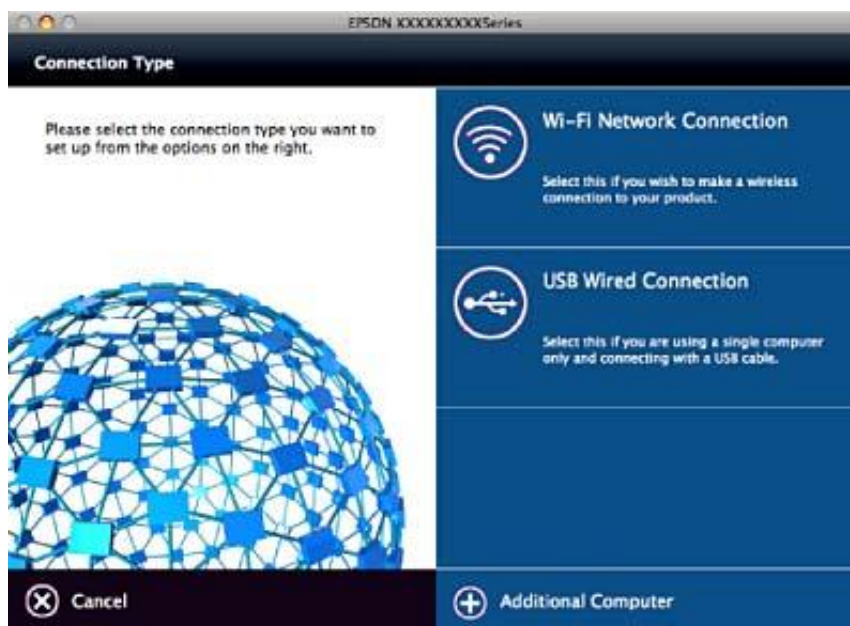 EPSON XXXXXXXXXSeries
Connection Type
Please select the connection type you want to
set up from the options on the right.
Wi-Fi Network Connection
Select this if you wish to make a wireless
connection to your product.
USB Wired Connection
Select this if you are using a single computer
only and connecting with a USB cable.
Cancel
Additional Computer